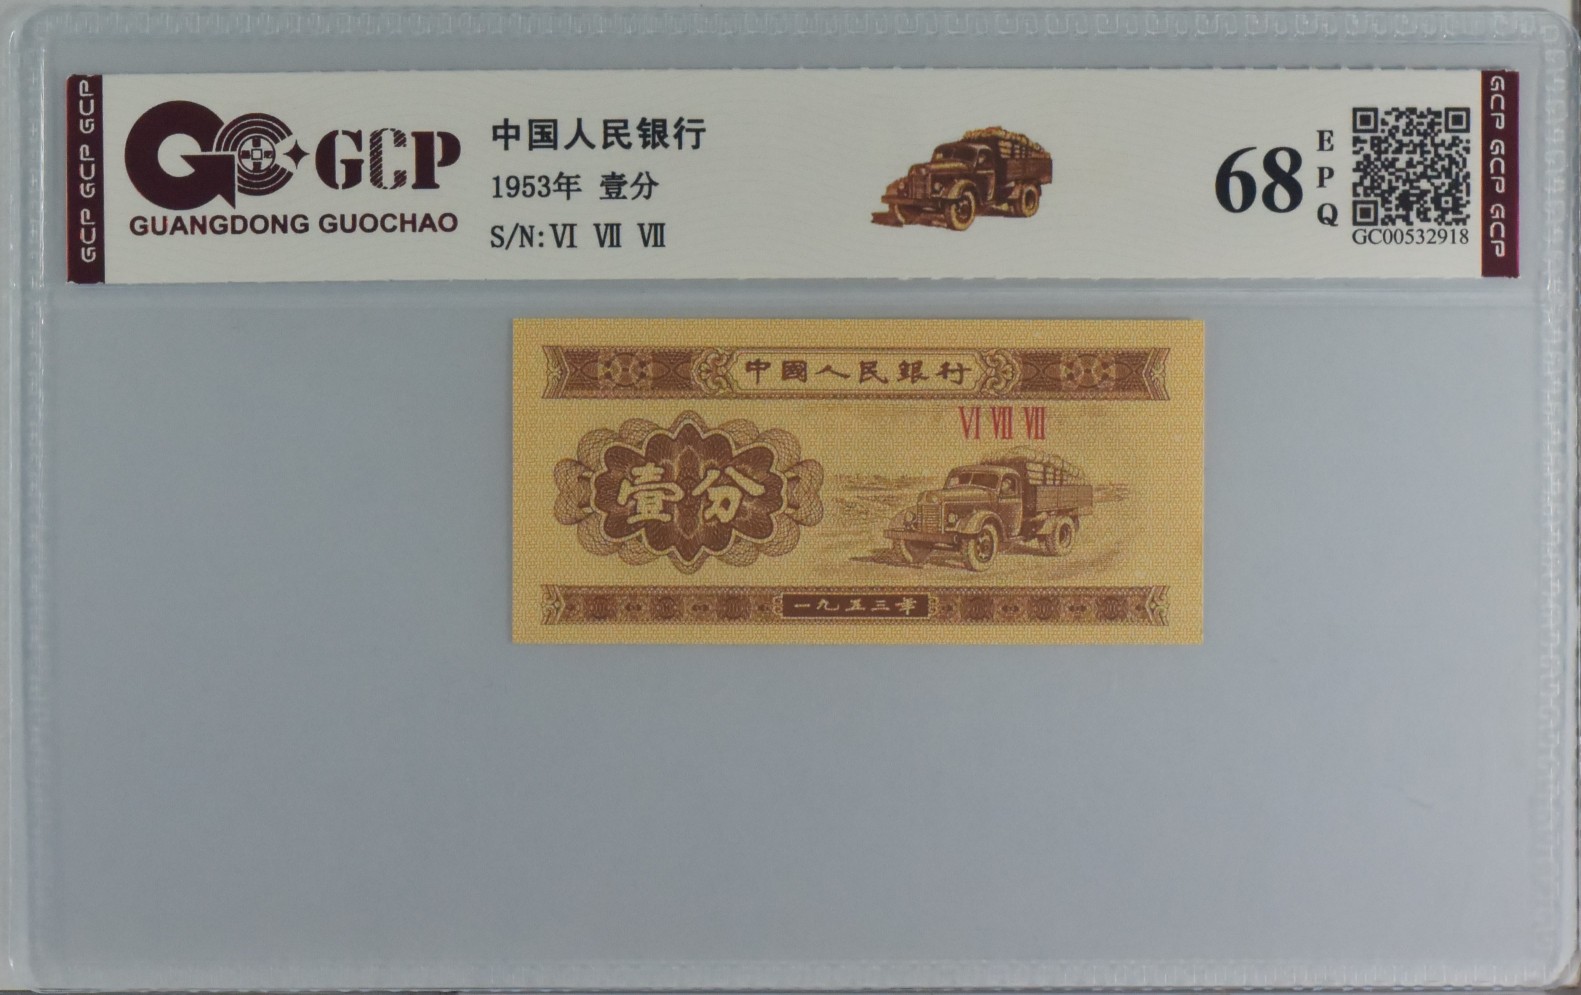 GCP GCP GCP
GCP
GUANGDONG GUOCHAO
中国人民银行
1953年 壹分
S/N:Ⅵ Ⅶ Ⅶ
68
EPQ
GC00532918
GCP GCP GCP
中國人民銀行
Ⅵ Ⅶ Ⅶ
壹分
一九五三年